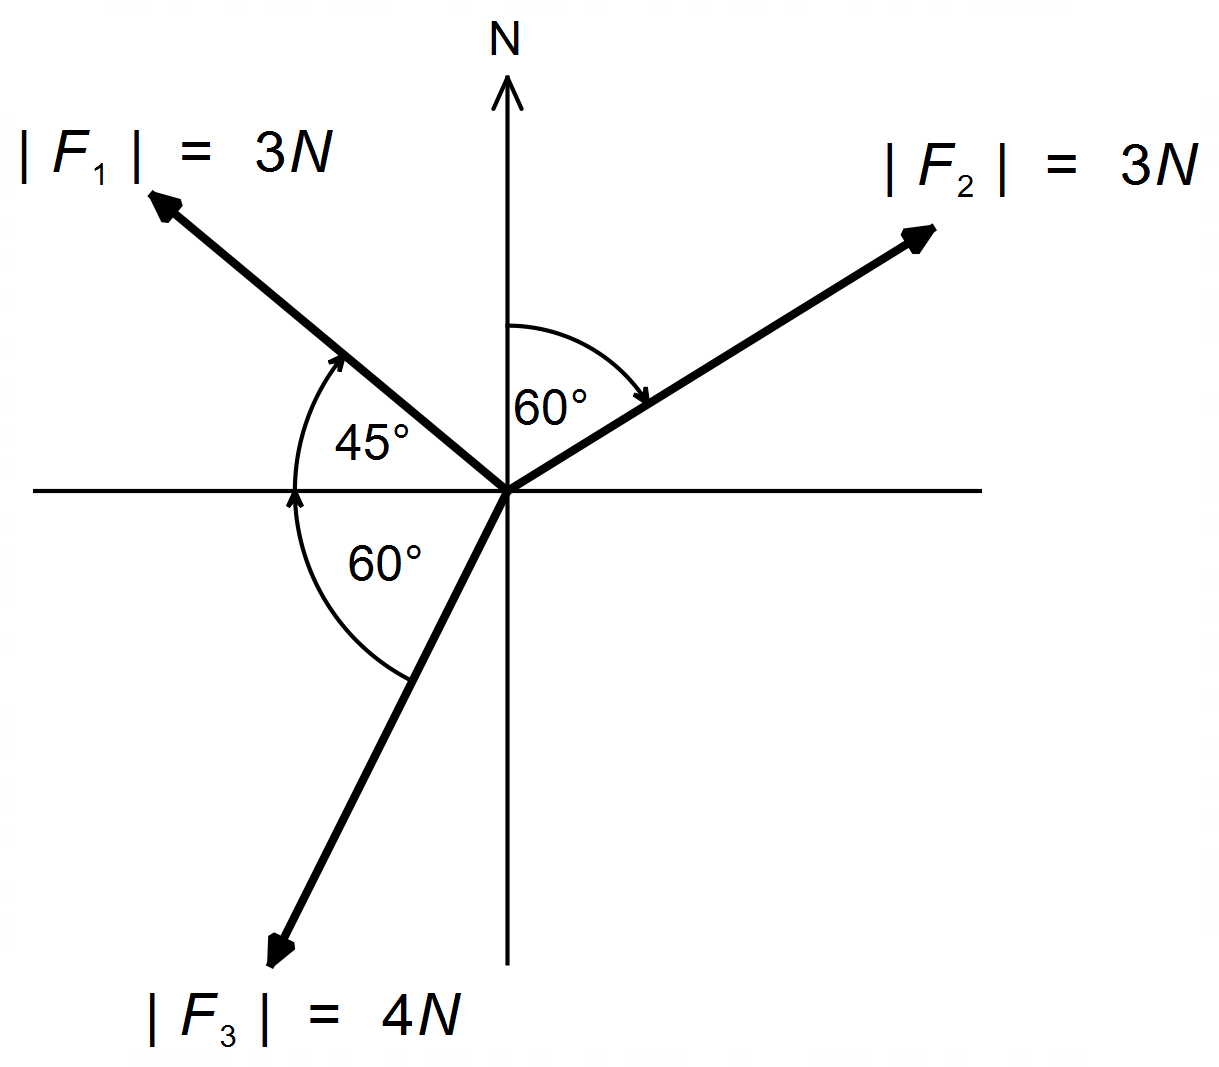 N
| F₁ | = 3N
| F₂ | = 3N
60°
45°
60°
| F₃ | = 4N